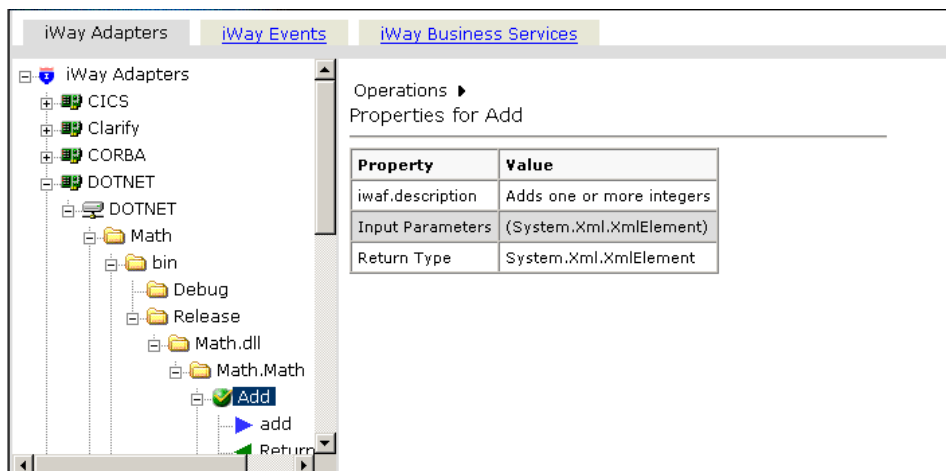 iWay Adapters iWay Events iWay Business Services
iWay Adapters
CICS
Clarify
CORBA
DOTNET
DOTNET
Math
bin
Debug
Release
Math.dll
Math.Math
Add
add
Return
Operations
Properties for Add
Property Value
iwaf.description Adds one or more integers
Input Parameters (System.Xml.XmlElement)
Return Type System.Xml.XmlElement